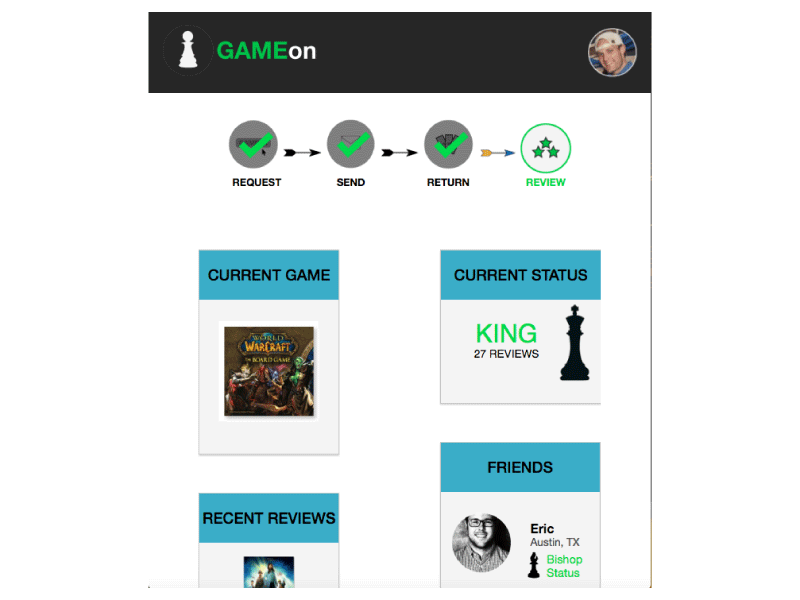 GAMEon
REQUEST
SEND
RETURN
REVIEW
CURRENT GAME
WORLD
WARCRAFT
THE BOARD GAME
RECENT REVIEWS
CURRENT STATUS
KING
27 REVIEWS
FRIENDS
Eric
Austin, TX
Bishop
Status